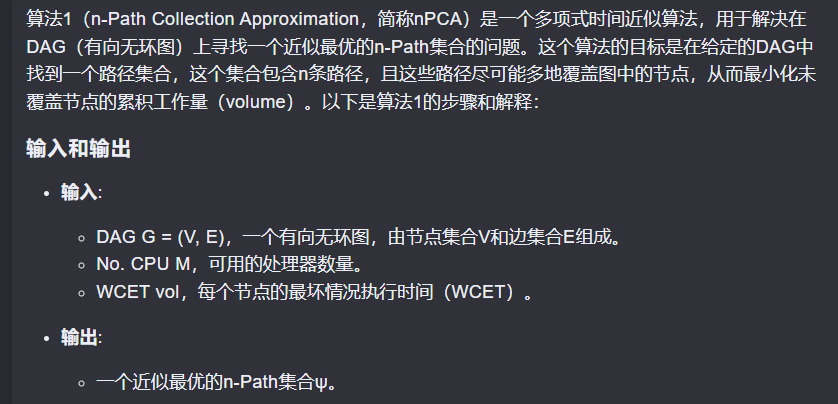 算法1（n-Path Collection Approximation，简称nPCA）是一个多项式时间近似算法，用于解决在
DAG（有向无环图）上寻找一个近似最优的n-Path集合的问题。这个算法的目标是在给定的DAG中
找到一个路径集合，这个集合包含n条路径，且这些路径尽可能多地覆盖图中的节点，从而最小化未
覆盖节点的累积工作量（volume）。以下是算法1的步骤和解释：
输入和输出
• 输入:
◦ DAG G = (V, E)，一个有向无环图，由节点集合V和边集合E组成。
◦ No. CPU M，可用的处理器数量。
◦ WCET vol，每个节点的最坏情况执行时间（WCET）。
• 输出:
◦ 一个近似最优的n-Path集合ψ。